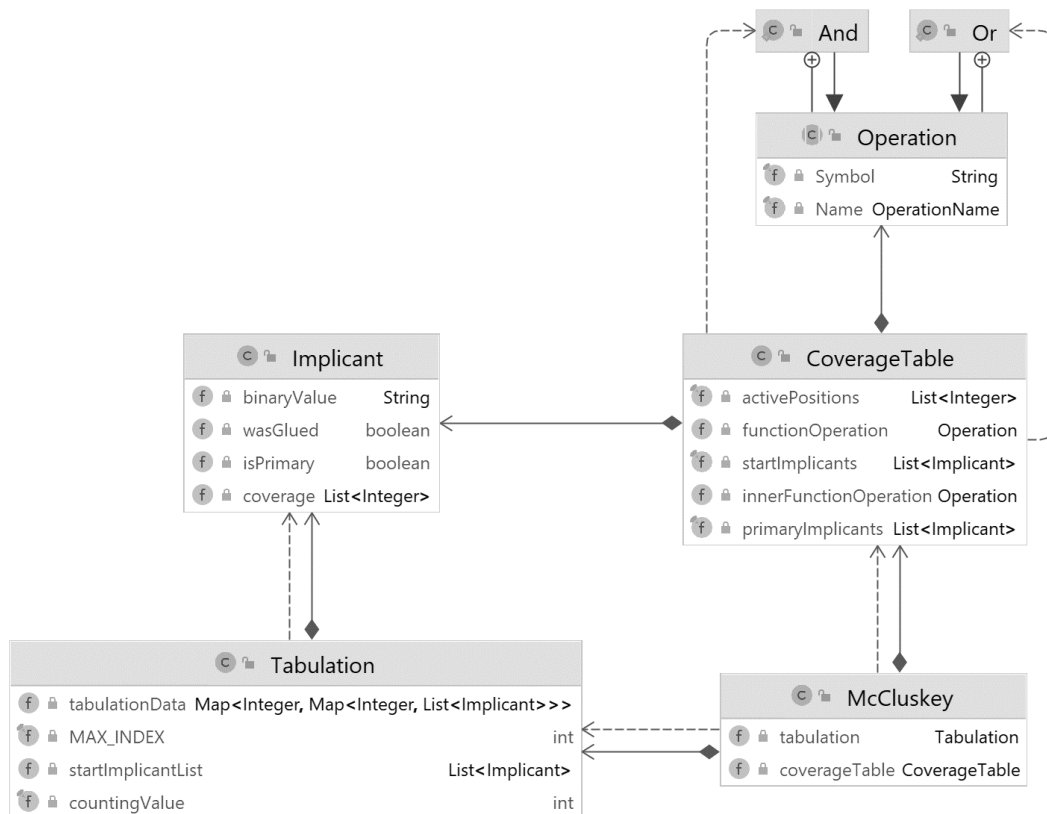 And
Or
Operation
Symbol String
Name OperationName
Implicant
binaryValue String
wasGlued boolean
isPrimary boolean
coverage List<Integer>
CoverageTable
activePositions List<Integer>
functionOperation Operation
startImplicants List<Implicant>
innerFunctionOperation Operation
primaryImplicants List<Implicant>
Tabulation
tabulationData Map<Integer, Map<Integer, List<Implicant>>>
MAX_INDEX int
startImplicantList List<Implicant>
countingValue int
McCluskey
tabulation Tabulation
coverageTable CoverageTable